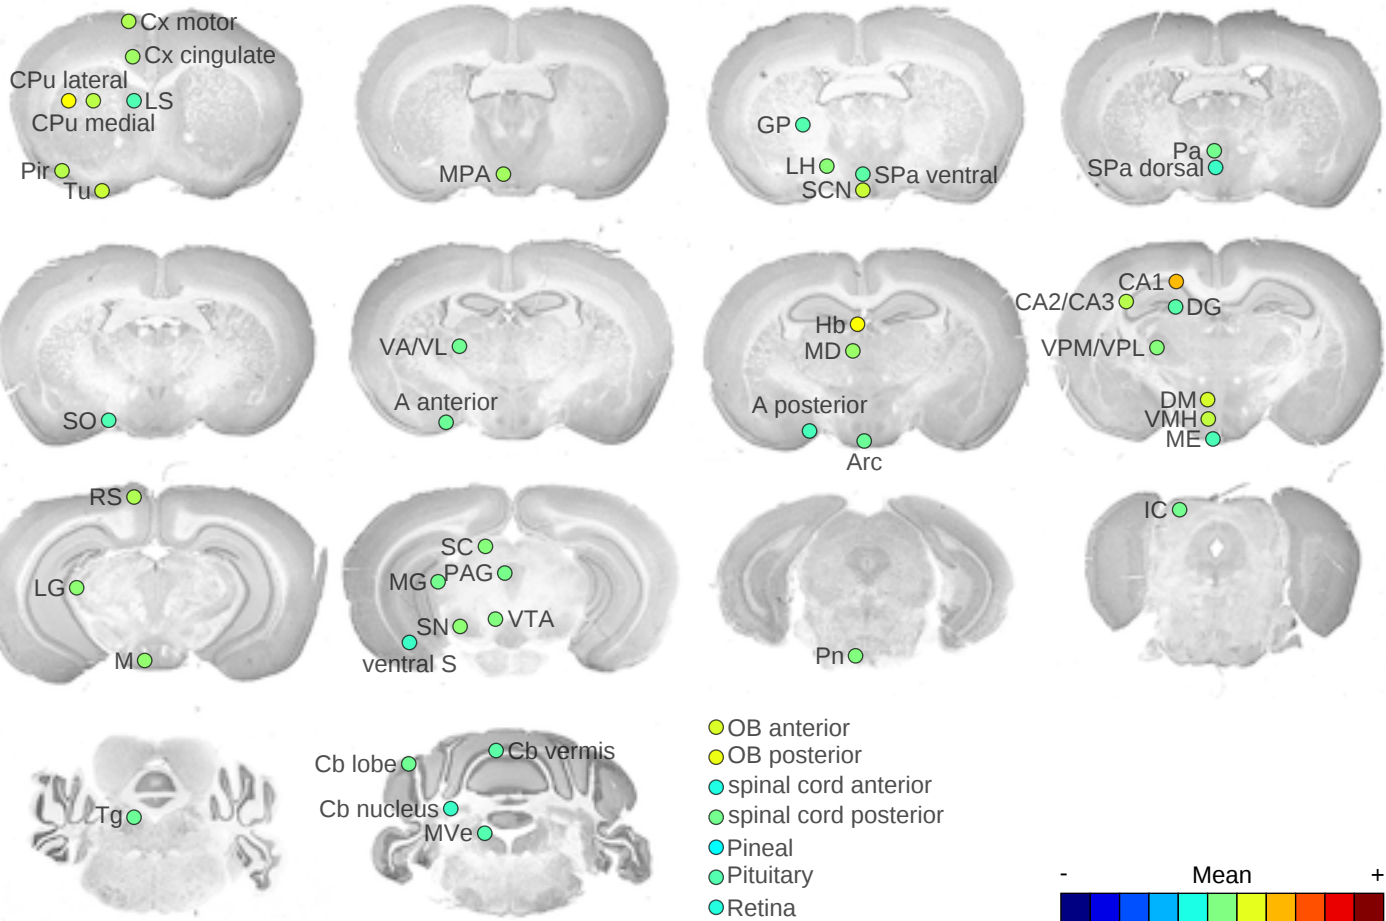 Cx motor
Cx cingulate
CPu lateral
LS
CPu medial
Pir
Tu
MPA
GP
LH
SPa ventral
SCN
Pa
SPa dorsal
SO
VA/VL
A anterior
Hb
MD
A posterior
Arc
CA1
CA2/CA3
DG
VPM/VPL
DM
VMH
ME
RS
LG
M
SC
MG
PAG
SN
VTA
ventral S
Pn
IC
Tg
Cb lobe
Cb vermis
Cb nucleus
MVe
OB anterior
OB posterior
spinal cord anterior
spinal cord posterior
Pineal
Pituitary
Retina
- Mean +